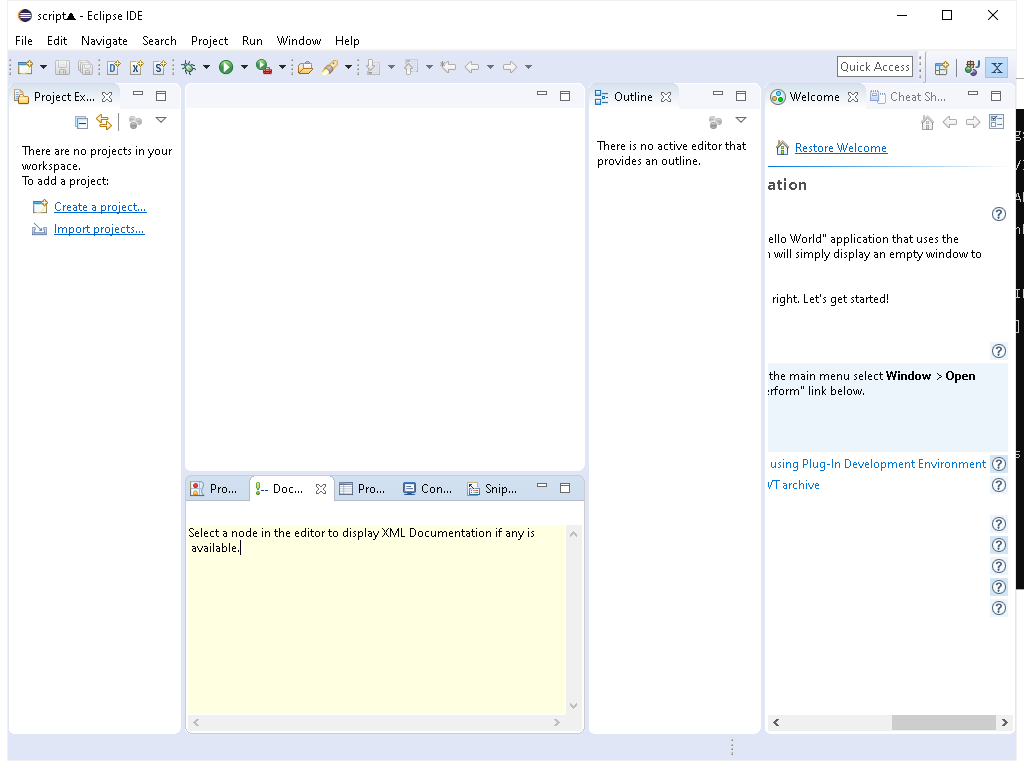 script▲ - Eclipse IDE
File Edit Navigate Search Project Run Window Help
Quick Access
Project Ex...
Outline
Welcome
Cheat Sh...
There are no projects in your
workspace.
To add a project:
Create a project...
Import projects...
There is no active editor that
provides an outline.
Restore Welcome
ation
ello World" application that uses the
will simply display an empty window to
right. Let's get started!
the main menu select Window > Open
erform" link below.
using Plug-In Development Environment
archive
Pro...
Doc...
Pro...
Con...
Snip...
Select a node in the editor to display XML Documentation if any is
available.